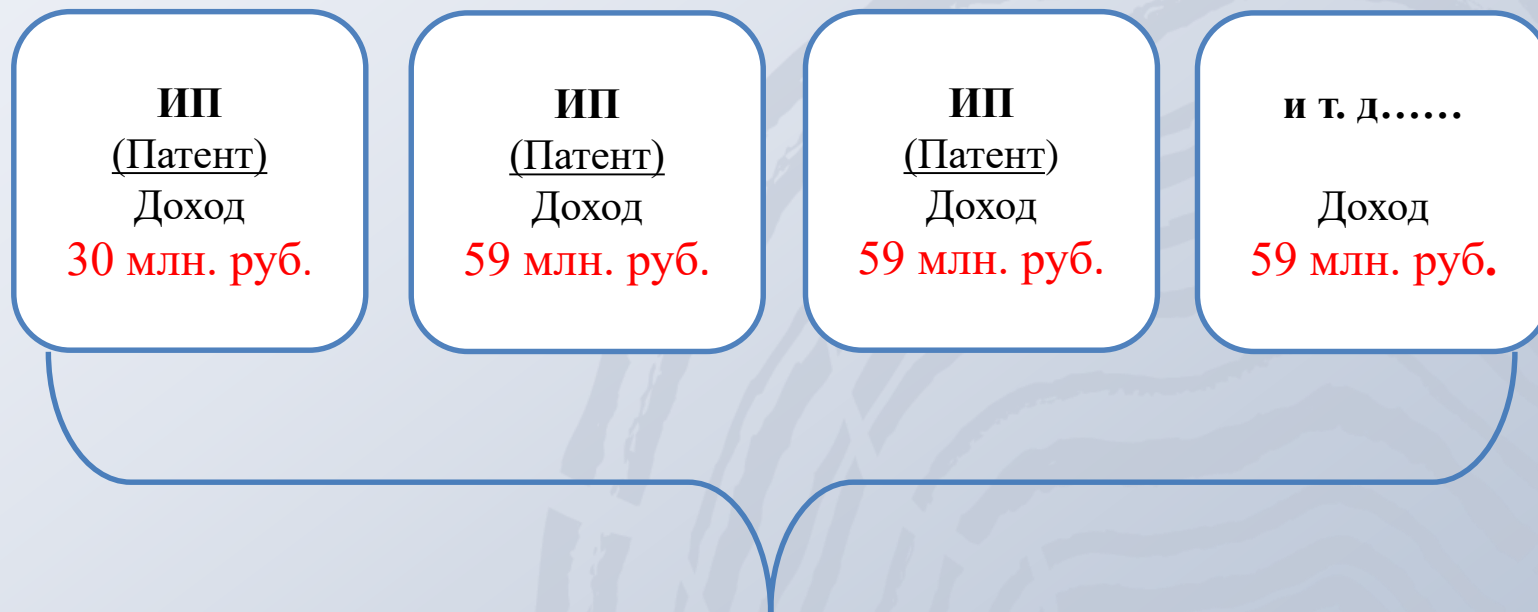 ИП
(Патент)
Доход
30 млн. руб.
ИП
(Патент)
Доход
59 млн. руб.
ИП
(Патент)
Доход
59 млн. руб.
и т. д……
Доход
59 млн. руб.